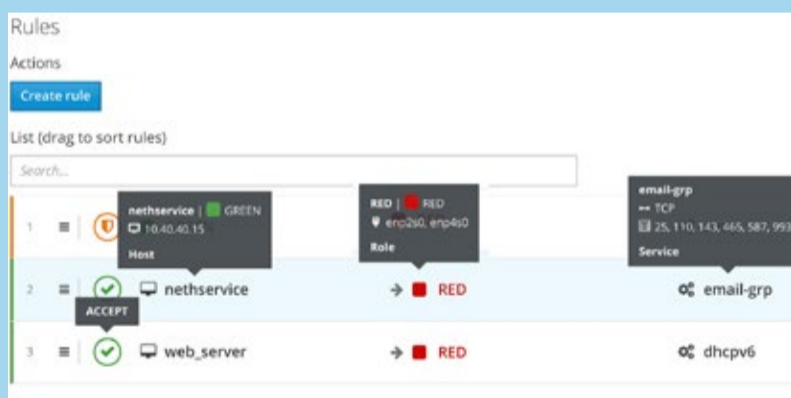 Rules
Actions
Create rule
List (drag to sort rules)
Search...
nethservice | GREEN
10.40.40.15
Host
RED | RED
enp2s0, enp4s0
Role
email-grp
TCP
25, 110, 143, 465, 587, 993
Service
1
2 nethservice RED email-grp
ACCEPT
3 web_server RED dhcpv6